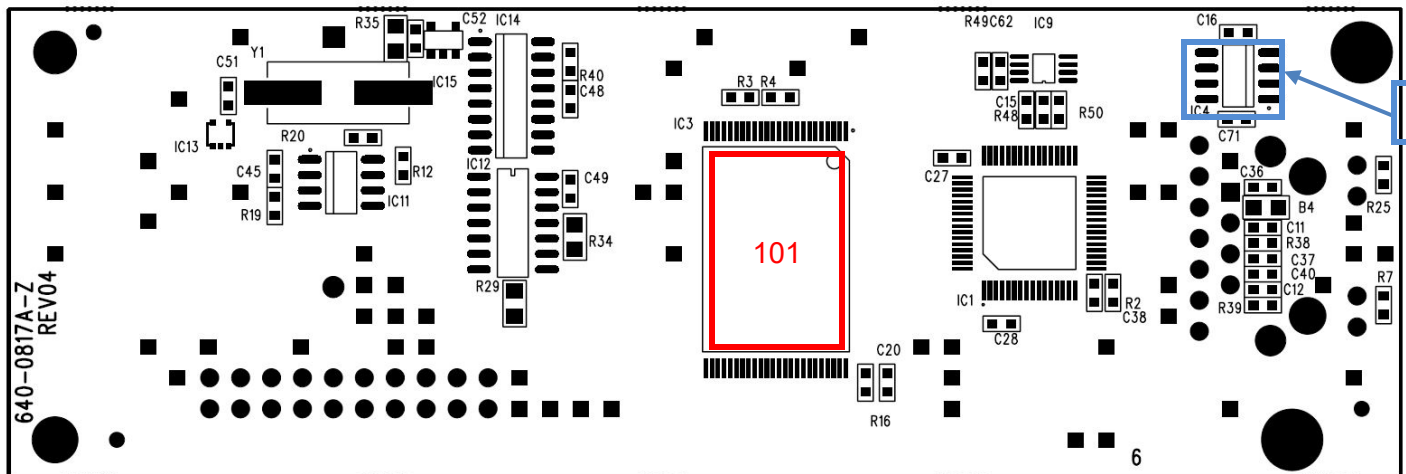 R35
C52
IC14
R49
C62
IC9
C16
Y1
C51
IC15
R40
C48
R3
R4
C15
R48
R50
IC4
C71
IC13
R20
IC3
C45
R12
IC12
C49
C27
C36
R19
IC11
R34
101
B4
R25
C11
R38
C37
C40
C12
R39
R7
R29
IC1
R2
C38
C28
C20
R16
640-0817A-Z
REV04
6